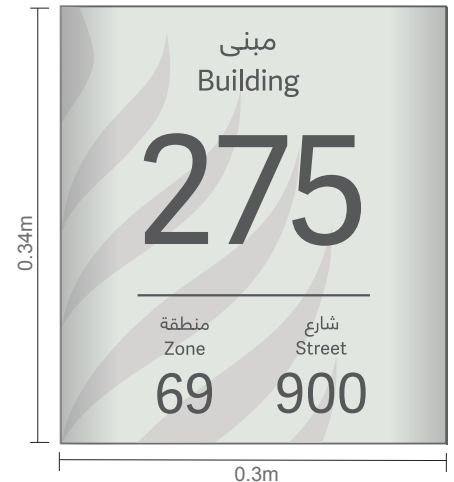 مبنى
Building
275
منطقة
Zone
69
شارع
Street
900
0.34m
0.3m